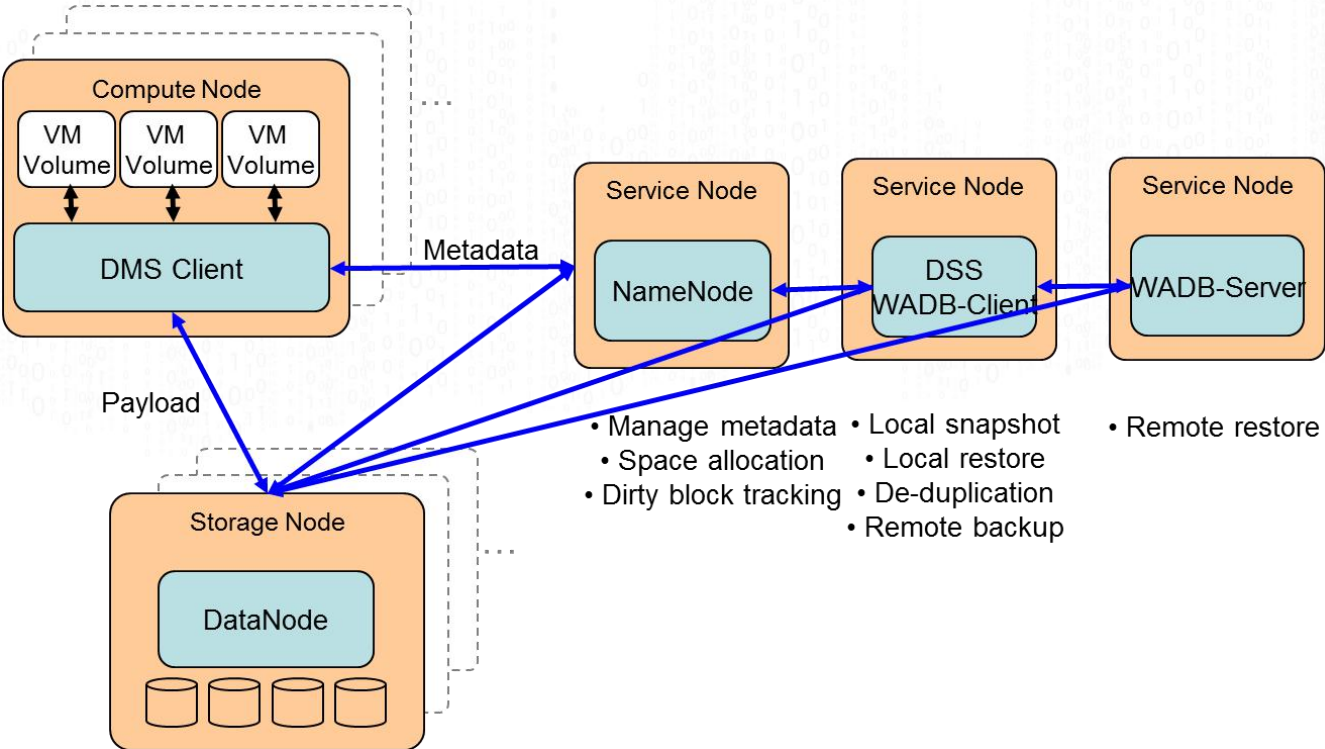 Compute Node
VM VM VM
Volume Volume Volume
DMS Client
...
Metadata
Payload
Service Node
NameNode
• Manage metadata
• Space allocation
• Dirty block tracking
Service Node
DSS
WADB-Client
• Local snapshot
• Local restore
• De-duplication
• Remote backup
Service Node
WADB-Server
• Remote restore
Storage Node
DataNode
...